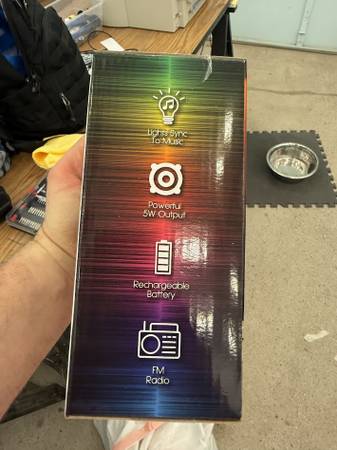 Lights Sync
To Music
Powerful
5W Output
Rechargeable
Battery
FM
Radio